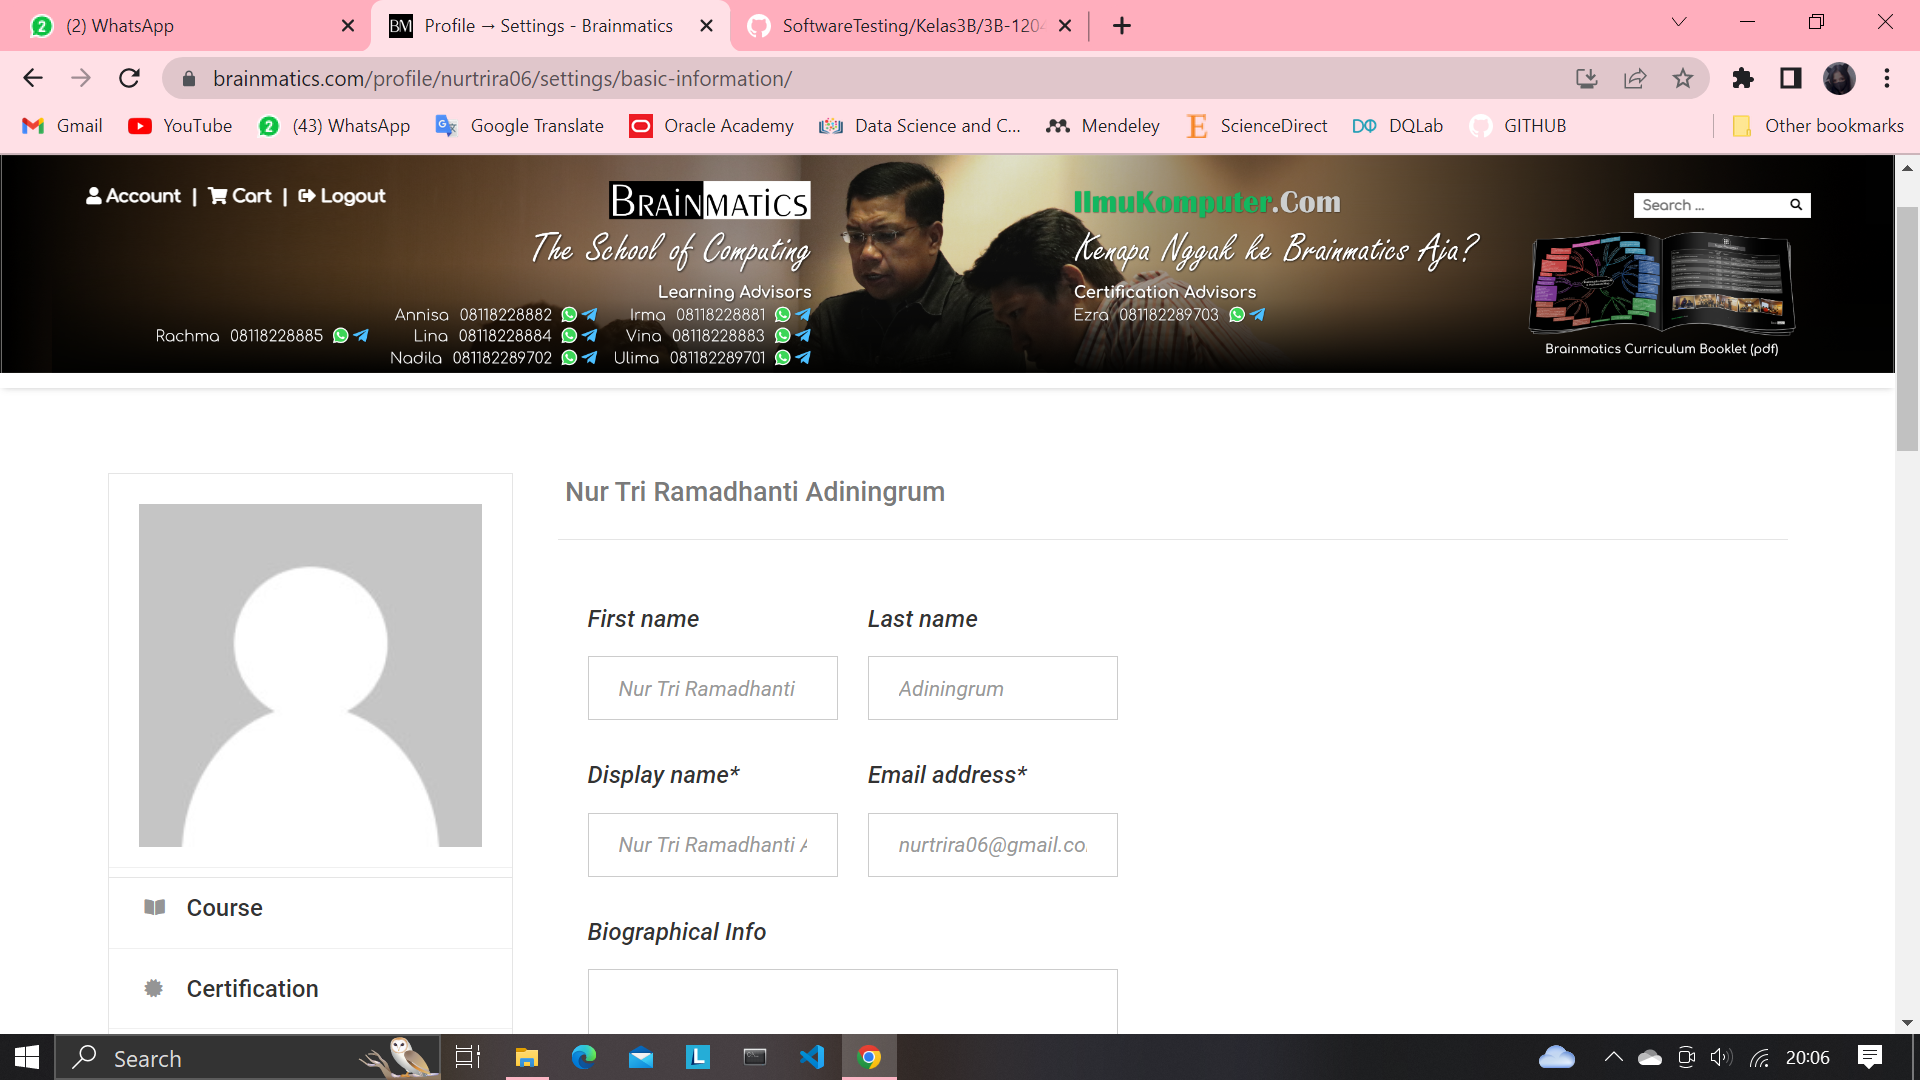 (2) WhatsApp
Profile → Settings - Brainmatics
SoftwareTesting/Kelas3B/3B-1204
brainmatics.com/profile/nurtrira06/settings/basic-information/
Gmail YouTube (43) WhatsApp Google Translate Oracle Academy Data Science and C... Mendeley ScienceDirect DQLab GITHUB Other bookmarks
Account | Cart | Logout
BRAINMATICS
The School of Computing
Learning Advisors
Annisa 08118228882 Irma 08118228881
Rachma 08118228885 Lina 08118228884 Vina 08118228883
Nadila 081182289702 Ulima 081182289701
IlmuKomputer.Com
Kenapa Nggak ke Brainmatics Aja?
Certification Advisors
Ezra 081182289703
Search ...
Brainmatics Curriculum Booklet (pdf)
Nur Tri Ramadhanti Adiningrum
First name Last name
Nur Tri Ramadhanti Adiningrum
Display name* Email address*
Nur Tri Ramadhanti A nurtrira06@gmail.co
Biographical Info
Course
Certification
Search
20:06